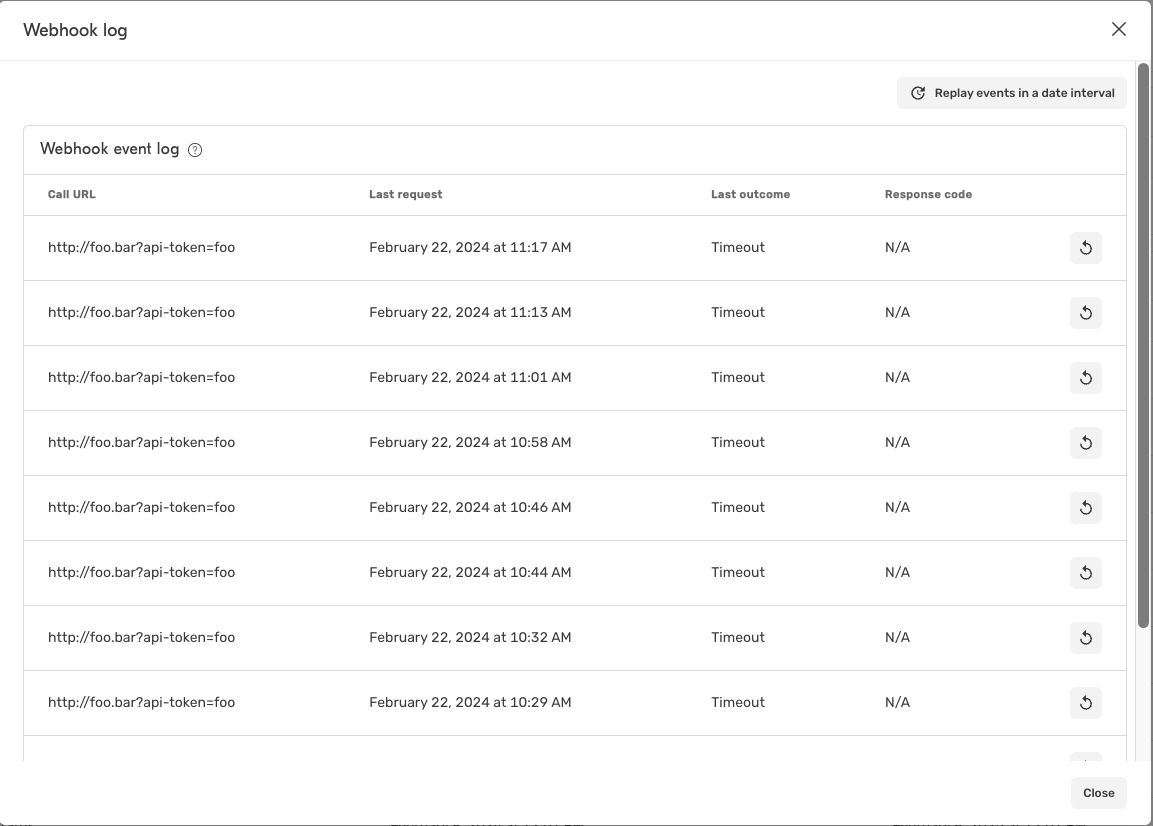 Webhook log
Replay events in a date interval
Webhook event log
Call URL Last request Last outcome Response code
http://foo.bar?api-token=foo February 22, 2024 at 11:17 AM Timeout N/A
http://foo.bar?api-token=foo February 22, 2024 at 11:13 AM Timeout N/A
http://foo.bar?api-token=foo February 22, 2024 at 11:01 AM Timeout N/A
http://foo.bar?api-token=foo February 22, 2024 at 10:58 AM Timeout N/A
http://foo.bar?api-token=foo February 22, 2024 at 10:46 AM Timeout N/A
http://foo.bar?api-token=foo February 22, 2024 at 10:44 AM Timeout N/A
http://foo.bar?api-token=foo February 22, 2024 at 10:32 AM Timeout N/A
http://foo.bar?api-token=foo February 22, 2024 at 10:29 AM Timeout N/A
Close